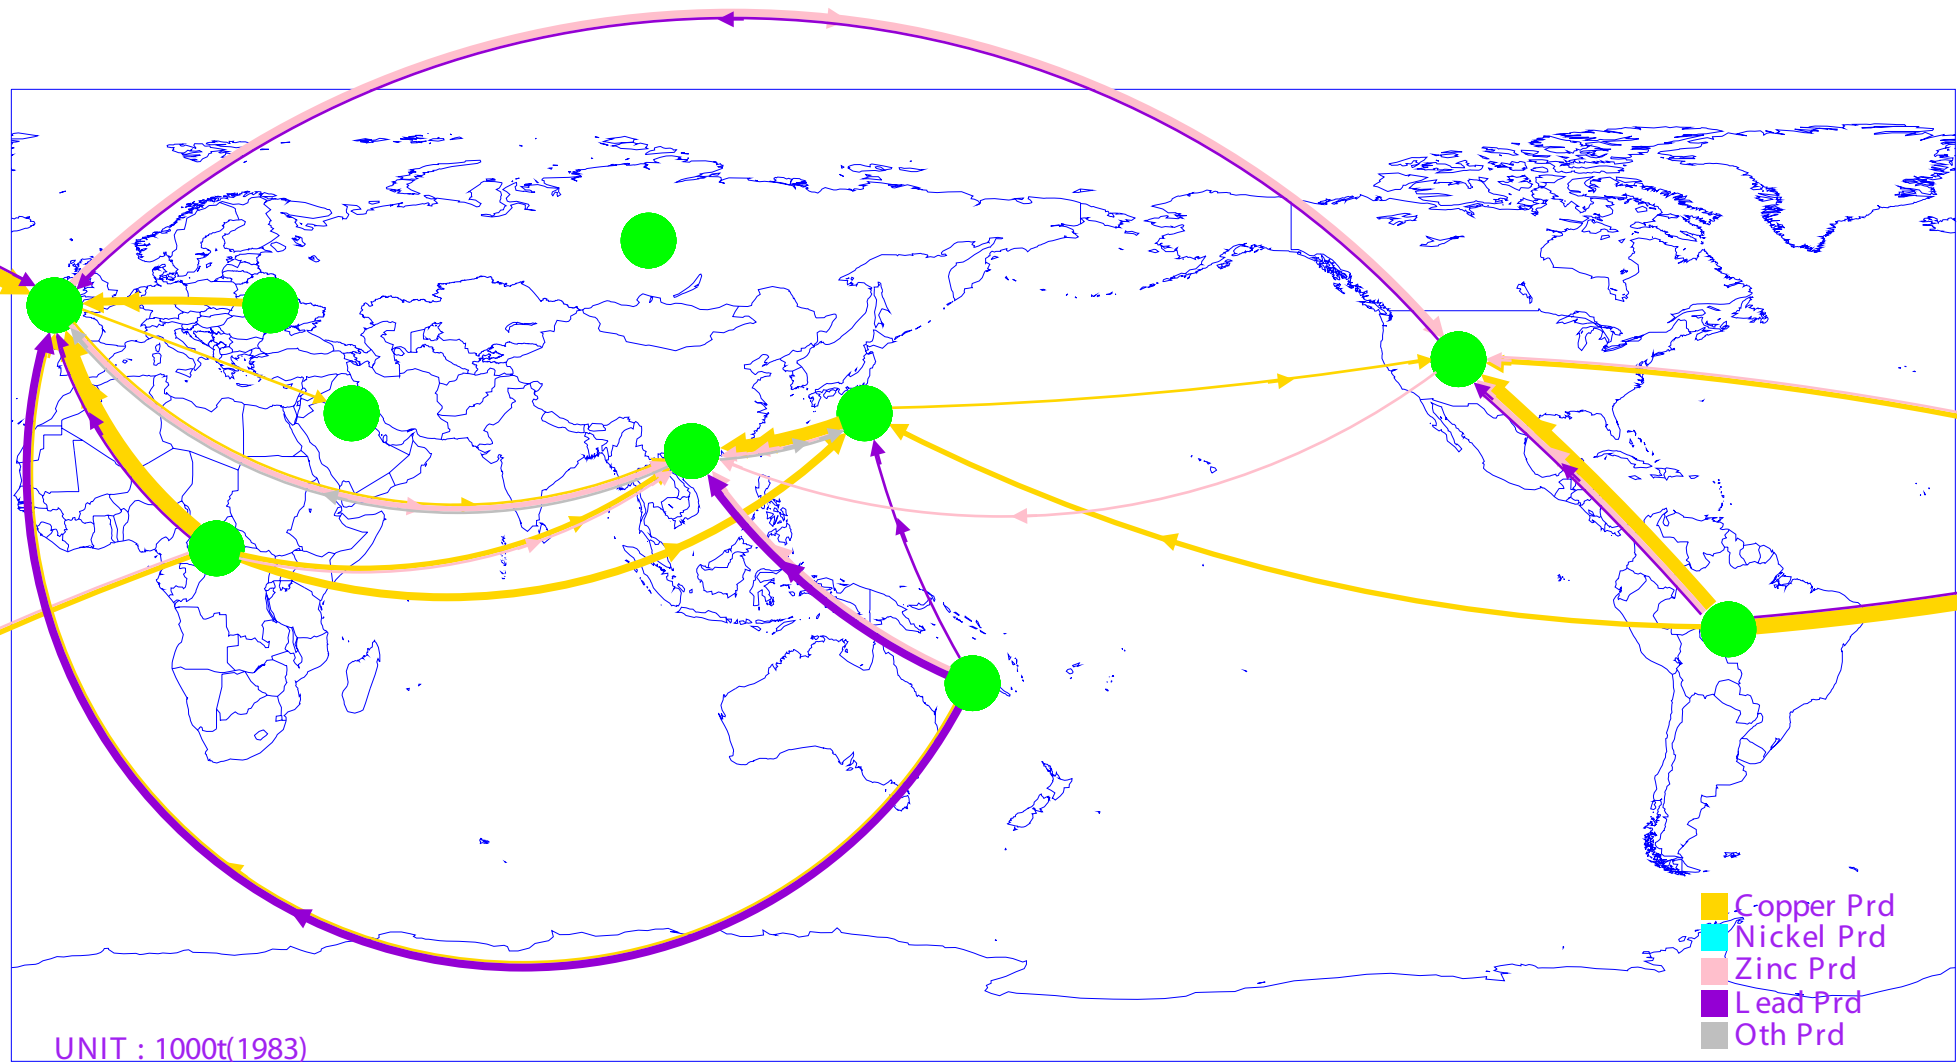 Copper Prd
Nickel Prd
Zinc Prd
Lead Prd
Oth Prd
UNIT : 1000t(1983)